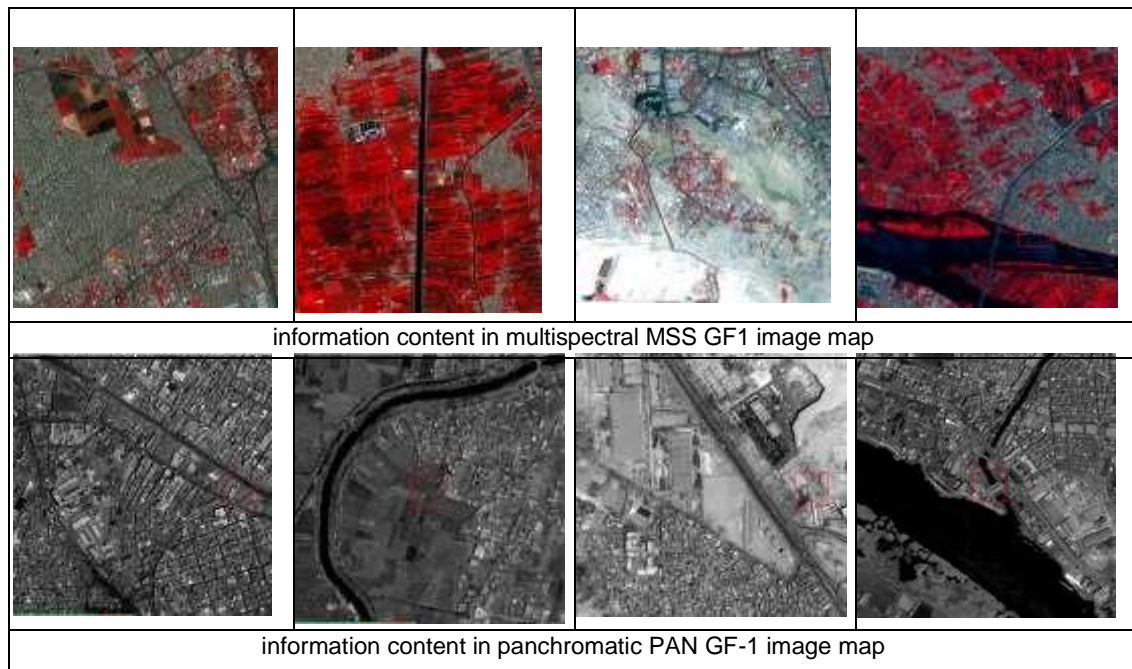 information content in multispectral MSS GF1 image map
information content in panchromatic PAN GF-1 image map